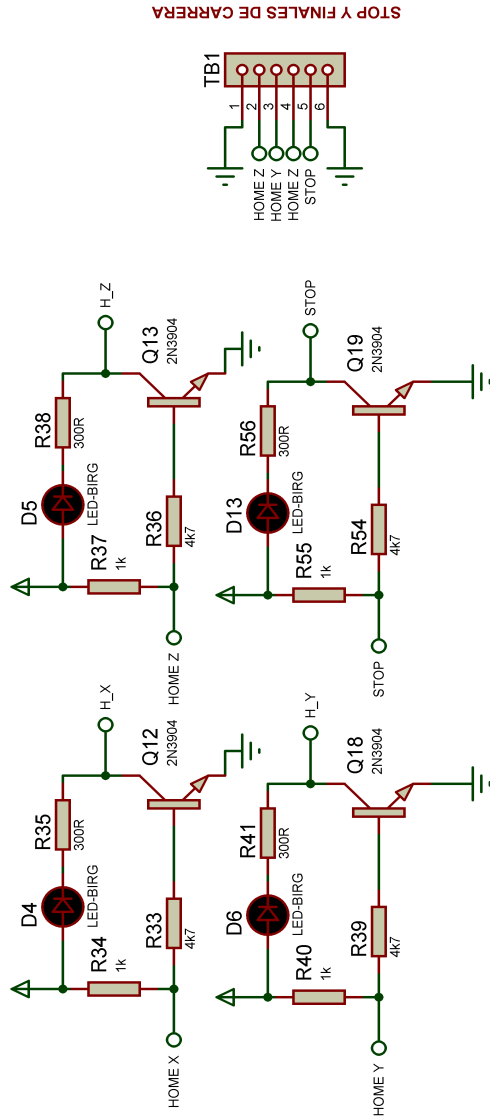 STOP Y FINALES DE CARRERA
TB1
1
2
3
4
5
6
HOME Z
HOME Y
HOME Z
STOP
D4
LED-BIRG
R35
300R
H_X
R34
1k
R33
4k7
Q12
2N3904
HOME X
D5
LED-BIRG
R38
300R
H_Z
R37
1k
R36
4k7
Q13
2N3904
HOME Z
D6
LED-BIRG
R41
300R
H_Y
R40
1k
R39
4k7
Q18
2N3904
HOME Y
D13
LED-BIRG
R56
300R
STOP
R55
1k
R54
4k7
Q19
2N3904
STOP